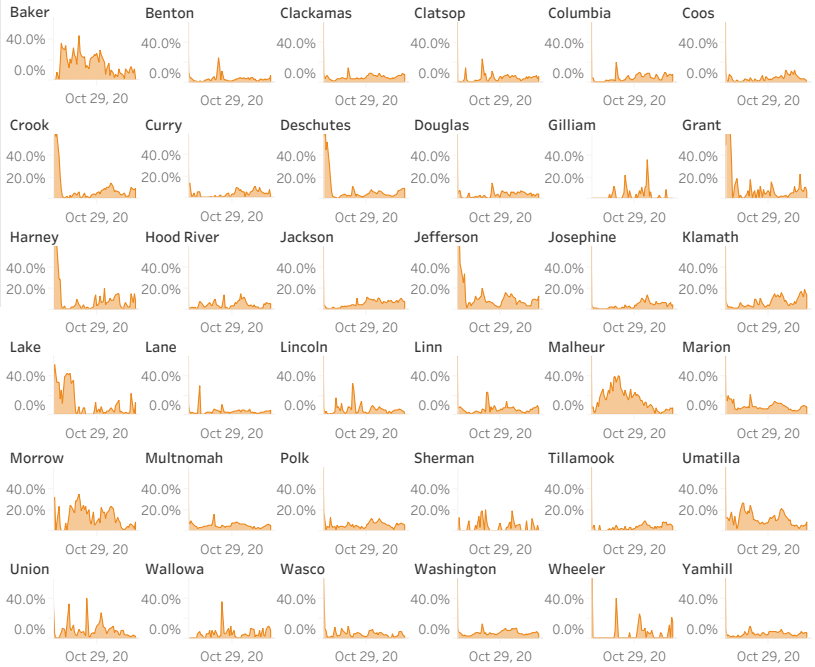 Baker Benton Clackamas Clatsop Columbia Coos
40.0% 40.0% 40.0% 40.0% 40.0% 40.0%
0.0% 0.0% 0.0% 0.0% 0.0% 0.0%
Oct 29, 20 Oct 29, 20 Oct 29, 20 Oct 29, 20 Oct 29, 20 Oct 29, 20
Crook Curry Deschutes Douglas Gilliam Grant
40.0% 40.0% 40.0% 40.0% 40.0% 40.0%
20.0% 20.0% 20.0% 20.0% 20.0% 20.0%
Oct 29, 20 Oct 29, 20 Oct 29, 20 Oct 29, 20 Oct 29, 20 Oct 29, 20
Harney Hood River Jackson Jefferson Josephine Klamath
40.0% 40.0% 40.0% 40.0% 40.0% 40.0%
20.0% 20.0% 20.0% 20.0% 20.0% 20.0%
Oct 29, 20 Oct 29, 20 Oct 29, 20 Oct 29, 20 Oct 29, 20 Oct 29, 20
Lake Lane Lincoln Linn Malheur Marion
40.0% 40.0% 40.0% 40.0% 40.0% 40.0%
0.0% 0.0% 0.0% 0.0% 0.0% 0.0%
Oct 29, 20 Oct 29, 20 Oct 29, 20 Oct 29, 20 Oct 29, 20 Oct 29, 20
Morrow Multnomah Polk Sherman Tillamook Umatilla
40.0% 40.0% 40.0% 40.0% 40.0% 40.0%
20.0% 20.0% 20.0% 20.0% 20.0% 20.0%
Oct 29, 20 Oct 29, 20 Oct 29, 20 Oct 29, 20 Oct 29, 20 Oct 29, 20
Union Wallowa Wasco Washington Wheeler Yamhill
40.0% 40.0% 40.0% 40.0% 40.0% 40.0%
0.0% 0.0% 0.0% 0.0% 0.0% 0.0%
Oct 29, 20 Oct 29, 20 Oct 29, 20 Oct 29, 20 Oct 29, 20 Oct 29, 20